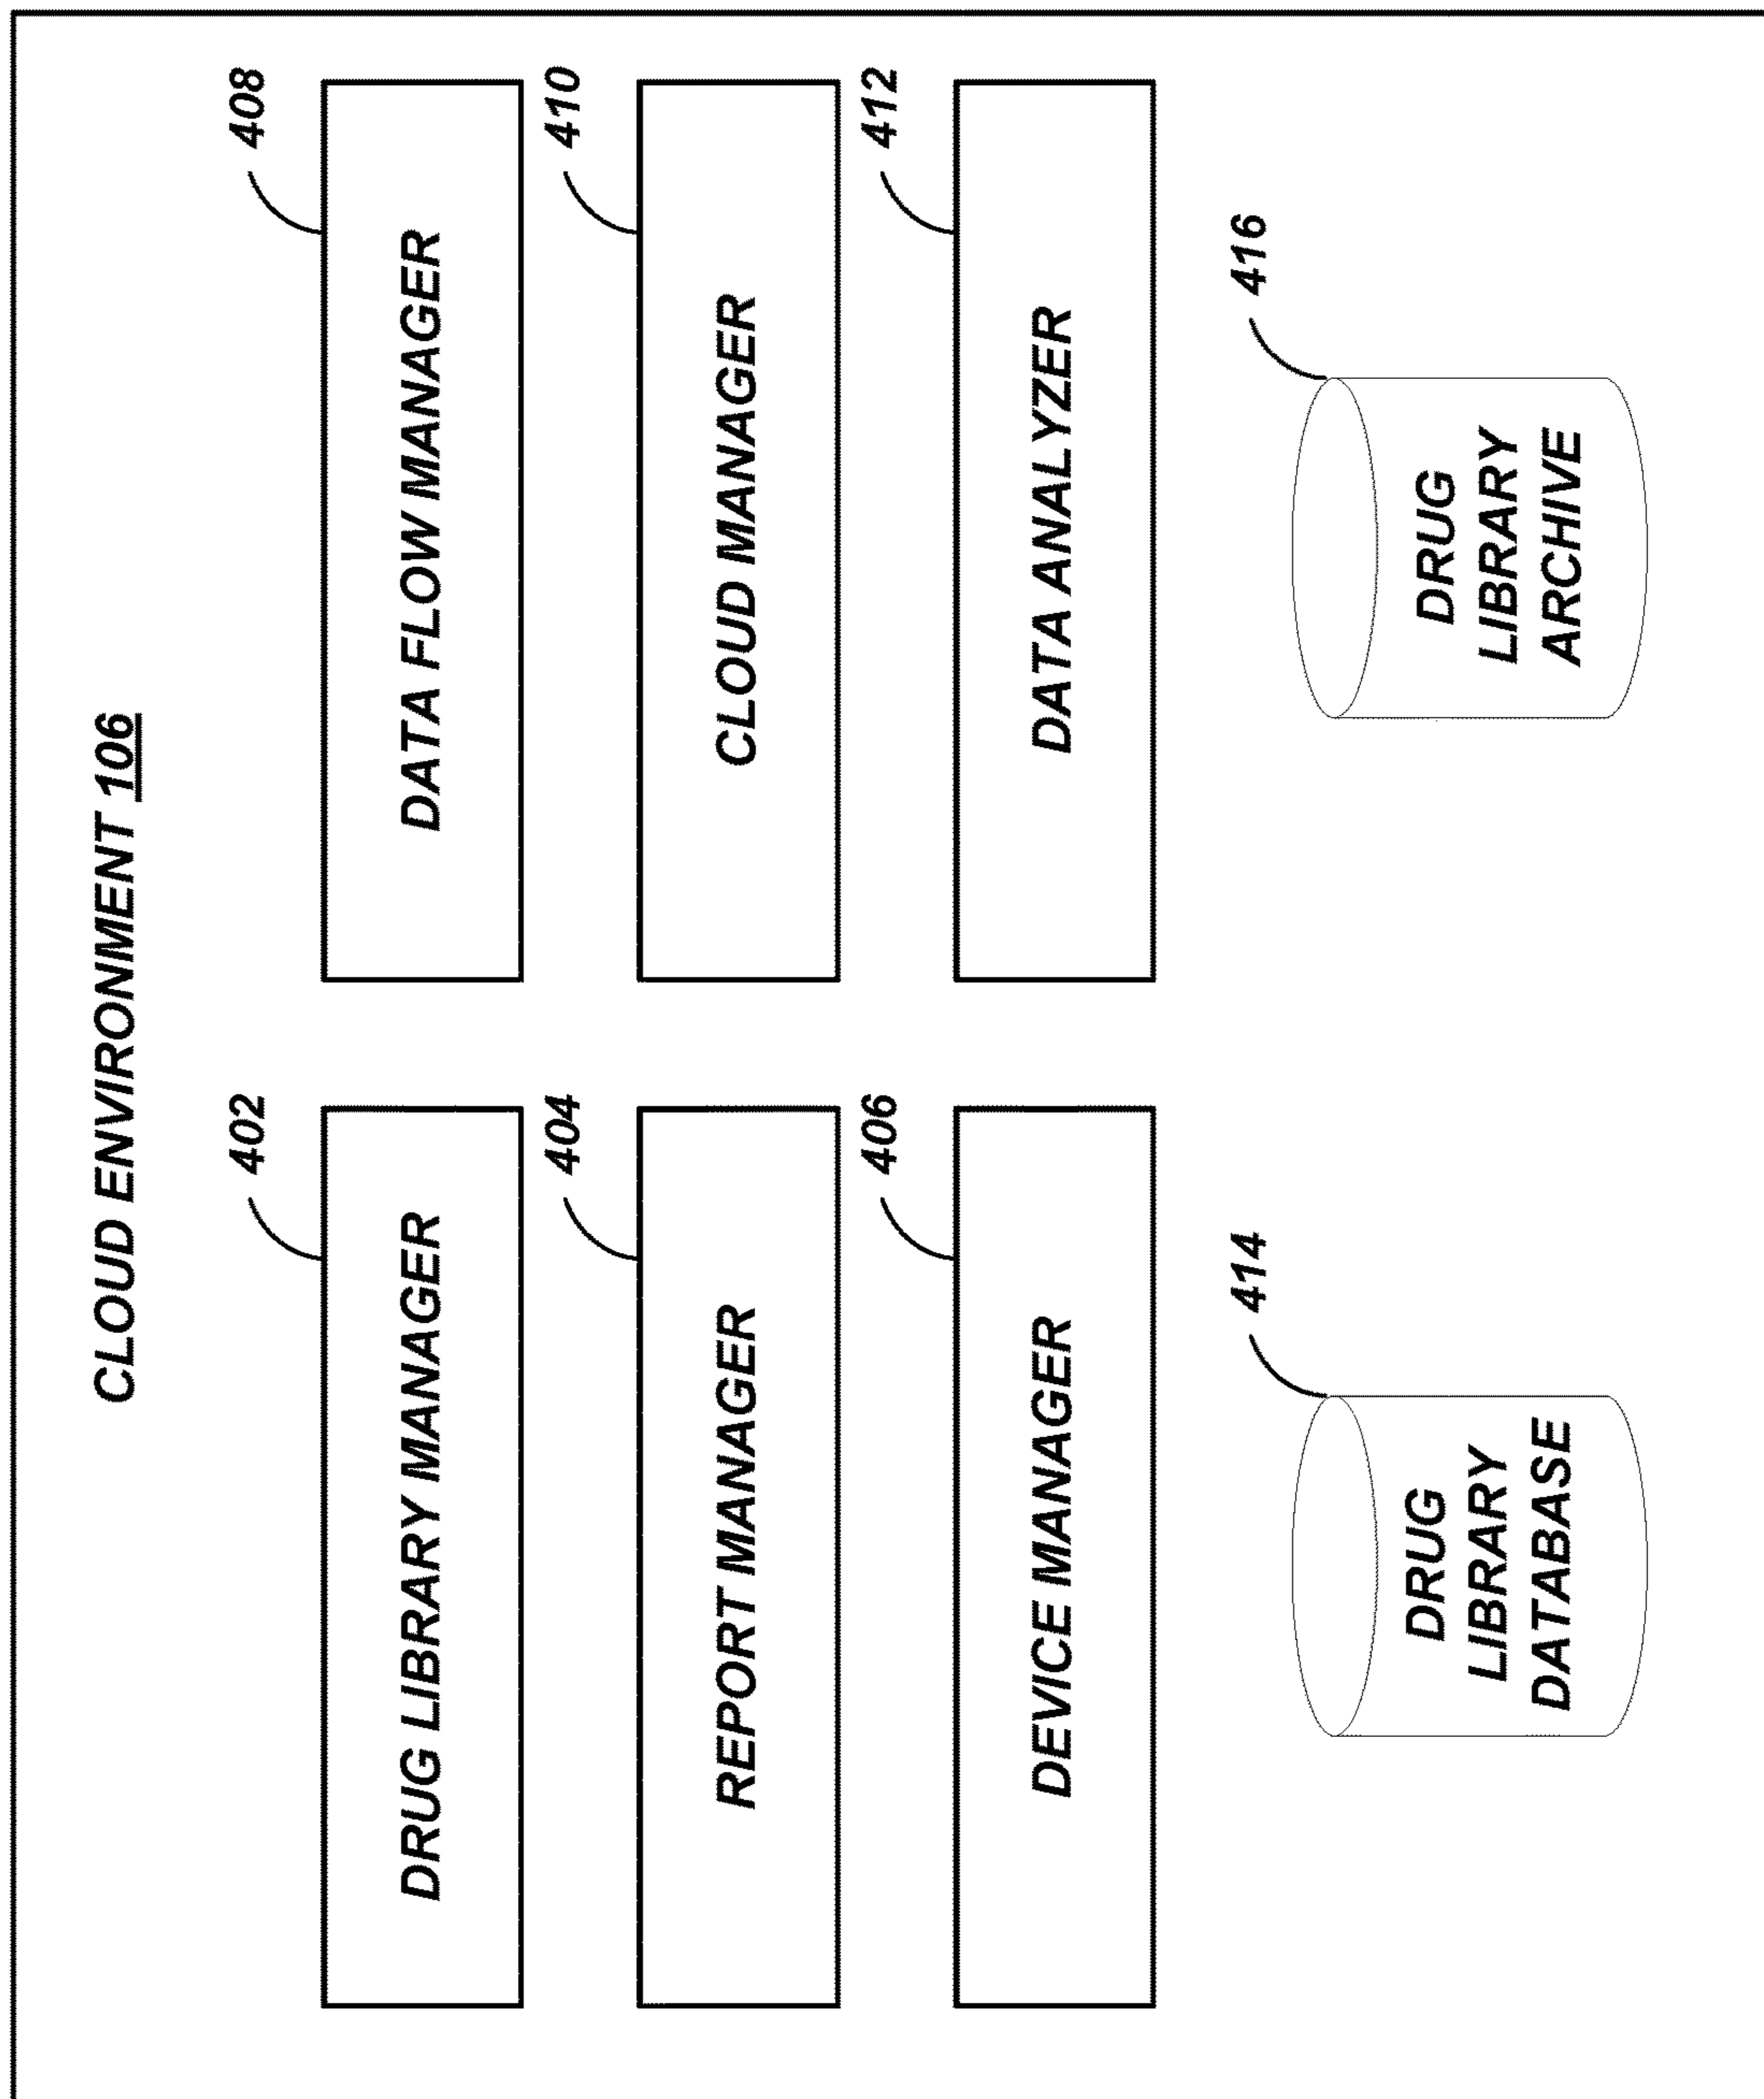 CLOUD ENVIRONMENT 106
402
DRUG LIBRARY MANAGER
408
DATA FLOW MANAGER
404
REPORT MANAGER
410
CLOUD MANAGER
406
DEVICE MANAGER
412
DATA ANALYZER
414
DRUG
LIBRARY
DATABASE
416
DRUG
LIBRARY
ARCHIVE